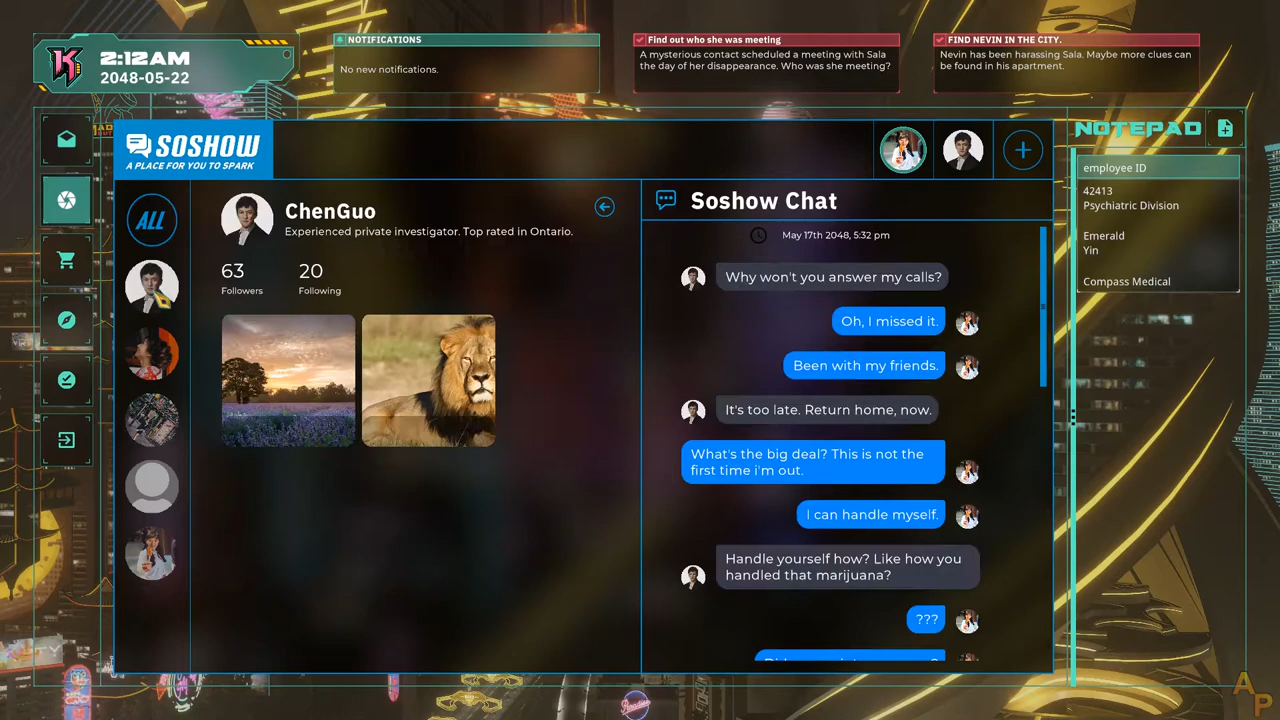 2:12AM
2048-05-22
NOTIFICATIONS
No new notifications.
Find out who she was meeting
A mysterious contact scheduled a meeting with Sala
the day of her disappearance. Who was she meeting?
FIND NEVIN IN THE CITY.
Nevin has been harassing Sala. Maybe more clues can
be found in his apartment.
SOSHOW
A PLACE FOR YOU TO SPARK
ALL
ChenGuo
Experienced private investigator. Top rated in Ontario.
63
Followers
20
Following
Soshow Chat
May 17th 2048, 5:32 pm
Why won't you answer my calls?
Oh, I missed it.
Been with my friends.
It's too late. Return home, now.
What's the big deal? This is not the
first time i'm out.
I can handle myself.
Handle yourself how? Like how you
handled that marijuana?
???
NOTEPAD
employee ID
42413
Psychiatric Division
Emerald
Yin
Compass Medical
Paradise
A
P